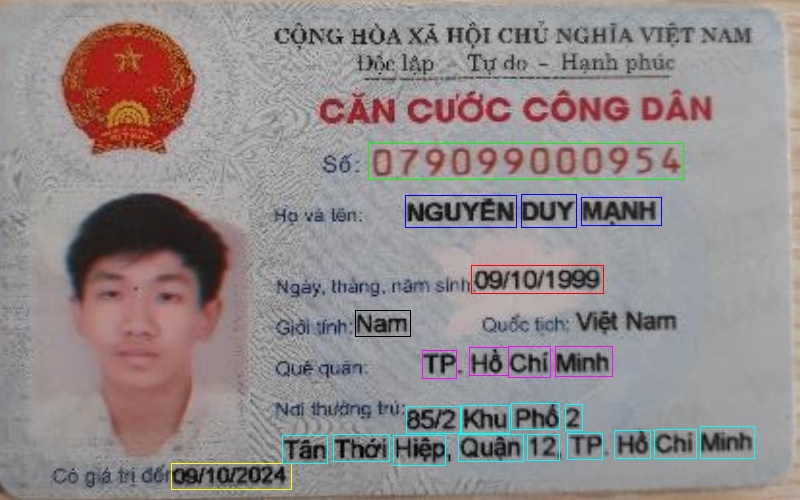 CỘNG HÒA XÃ HỘI CHỦ NGHĨA VIỆT NAM
Độc lập - Tự do - Hạnh phúc
CĂN CƯỚC CÔNG DÂN
Số: 079099000954
Họ và tên: NGUYỄN DUY MẠNH
Ngày, tháng, năm sinh 09/10/1999
Giới tính: Nam Quốc tịch: Việt Nam
Quê quán: TP. Hồ Chí Minh
Nơi thường trú: 85/2 Khu Phố 2
Tân Thới Hiệp, Quận 12, TP. Hồ Chí Minh
Có giá trị đến 09/10/2024